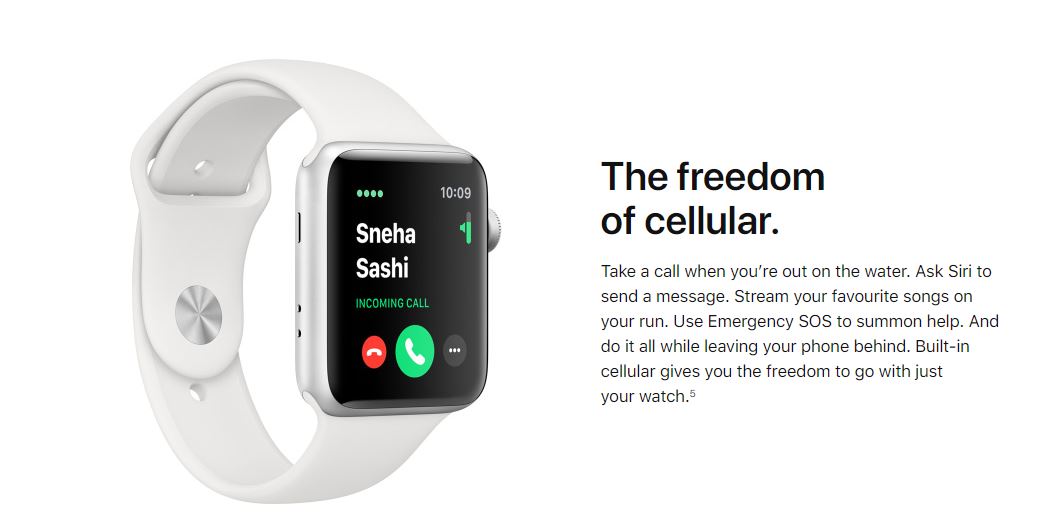 10:09
Sneha
Sashi
INCOMING CALL
The freedom
of cellular.
Take a call when you’re out on the water. Ask Siri to
send a message. Stream your favourite songs on
your run. Use Emergency SOS to summon help. And
do it all while leaving your phone behind. Built-in
cellular gives you the freedom to go with just
your watch.⁵